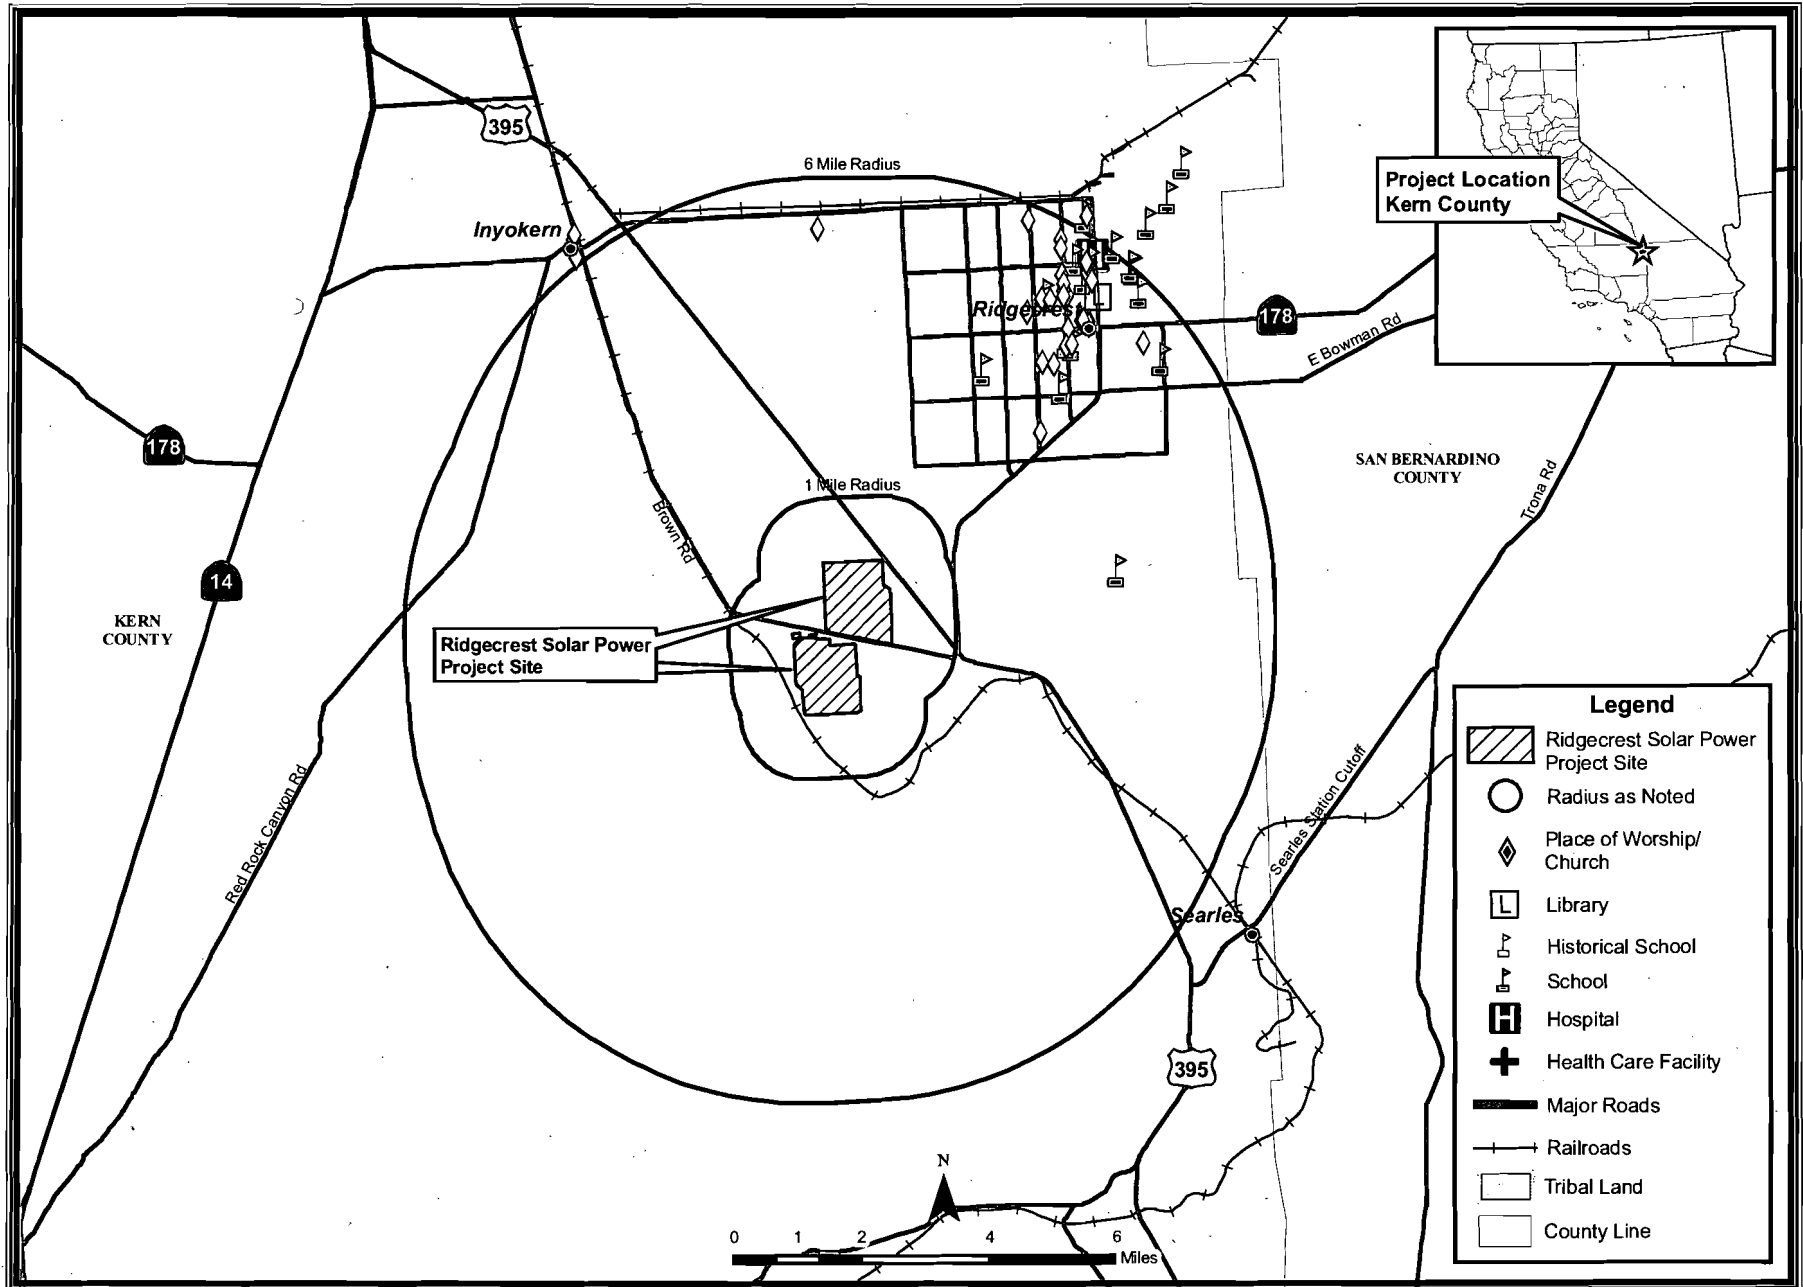 395
6 Mile Radius
Inyokern
Project Location
Kern County
Ridgecrest
178
E Bowman Rd
178
SAN BERNARDINO
COUNTY
Trona Rd
1 Mile Radius
Brown Rd
14
KERN
COUNTY
Ridgecrest Solar Power
Project Site
Red Rock Canyon Rd
Searles Station Cutoff
Searles
395
N
0 1 2 4 6
Miles
Legend
Ridgecrest Solar Power
Project Site
Radius as Noted
Place of Worship/
Church
L Library
Historical School
School
H Hospital
Health Care Facility
Major Roads
Railroads
Tribal Land
County Line